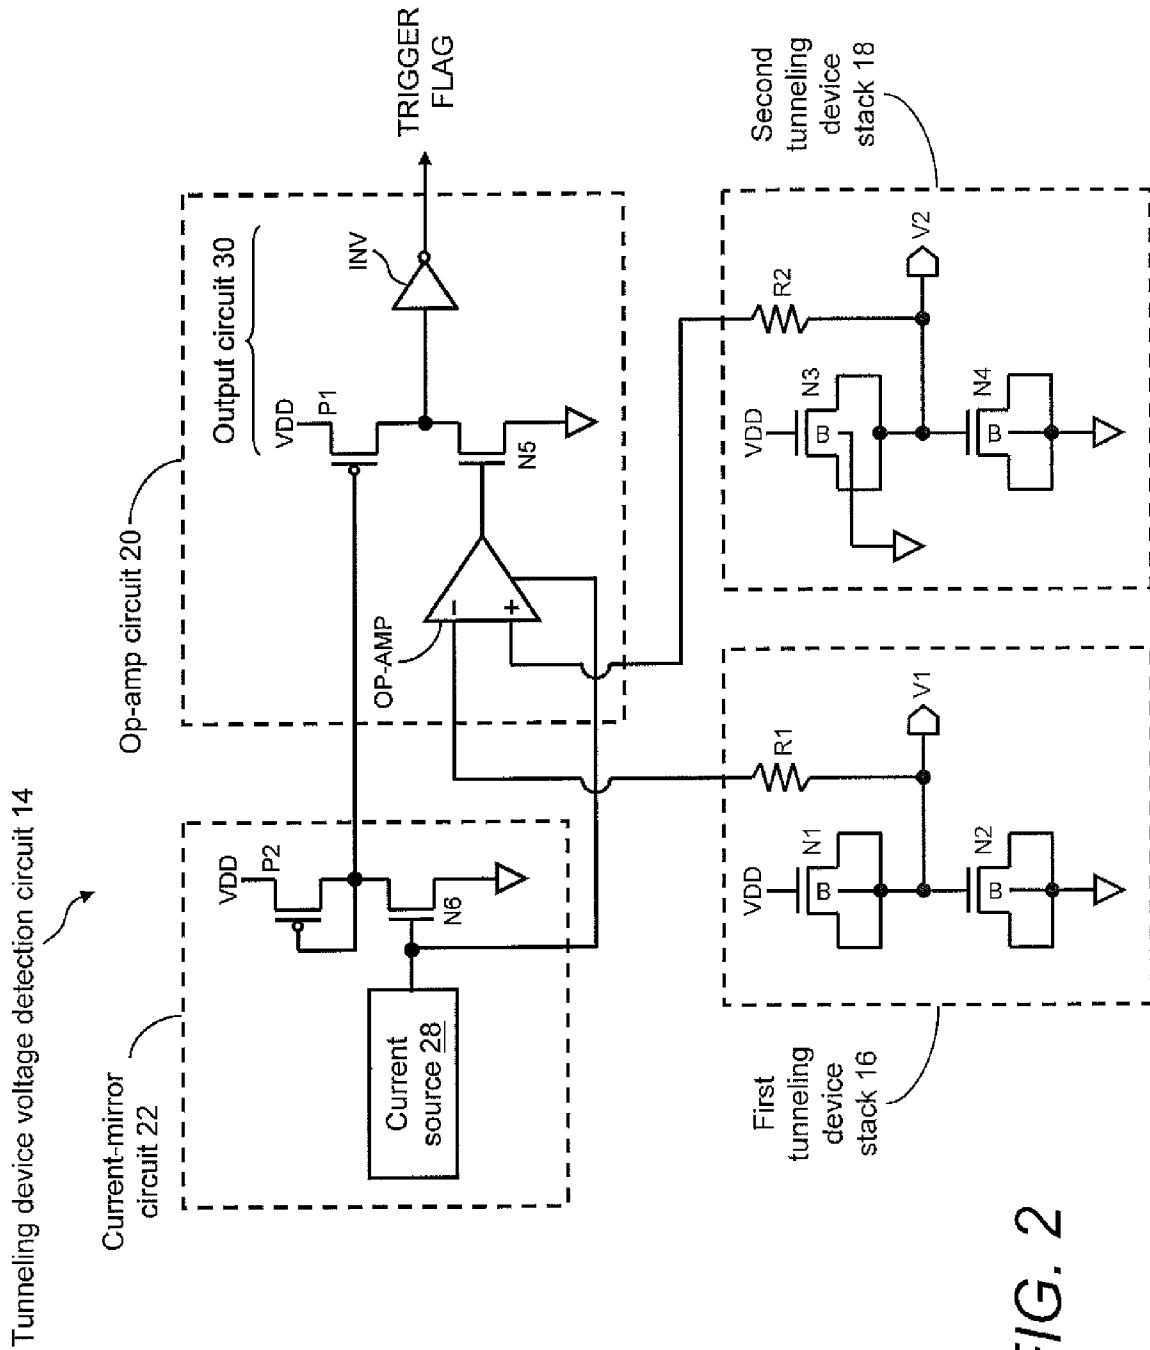 Tunneling device voltage detection circuit 14
Current-mirror
circuit 22
VDD
P2
N6
Current
source 28
Op-amp circuit 20
Output circuit 30
VDD
P1
N5
INV
OP-AMP
−
+
TRIGGER
FLAG
First
tunneling
device
stack 16
VDD
B
N1
B
N2
R1
V1
Second
tunneling
device
stack 18
VDD
B
N3
B
N4
R2
V2
FIG. 2